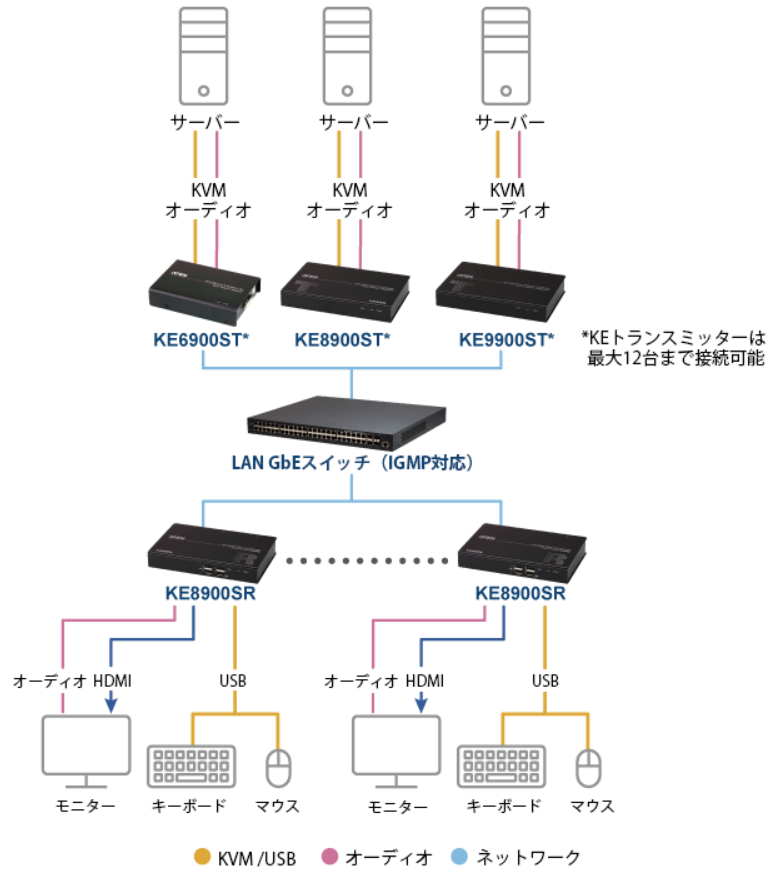 サーバー
サーバー
サーバー
KVM
オーディオ
KVM
オーディオ
KVM
オーディオ
KE6900ST*
KE8900ST*
KE9900ST*
*KEトランスミッターは
最大12台まで接続可能
LAN GbEスイッチ（IGMP対応）
KE8900SR
KE8900SR
オーディオ HDMI
USB
オーディオ HDMI
USB
モニター
キーボード
マウス
モニター
キーボード
マウス
KVM /USB
オーディオ
ネットワーク